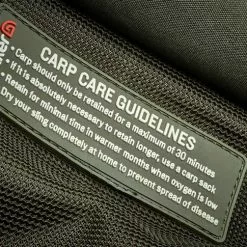 CARP CARE GUIDELINES
• Carp should only be retained for a maximum of 30 minutes
• If it is absolutely necessary to retain longer, use a carp sack
• Retain for minimal time in warmer months when oxygen is low
• Dry your sling completely at home to prevent spread of disease